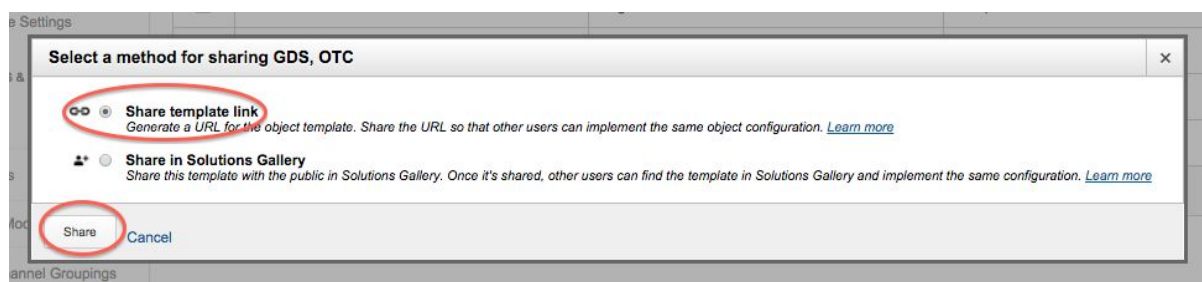 e Settings
Select a method for sharing GDS, OTC
Share template link
Generate a URL for the object template. Share the URL so that other users can implement the same object configuration. Learn more
Share in Solutions Gallery
Share this template with the public in Solutions Gallery. Once it's shared, other users can find the template in Solutions Gallery and implement the same configuration. Learn more
Share
Cancel
annel Groupings